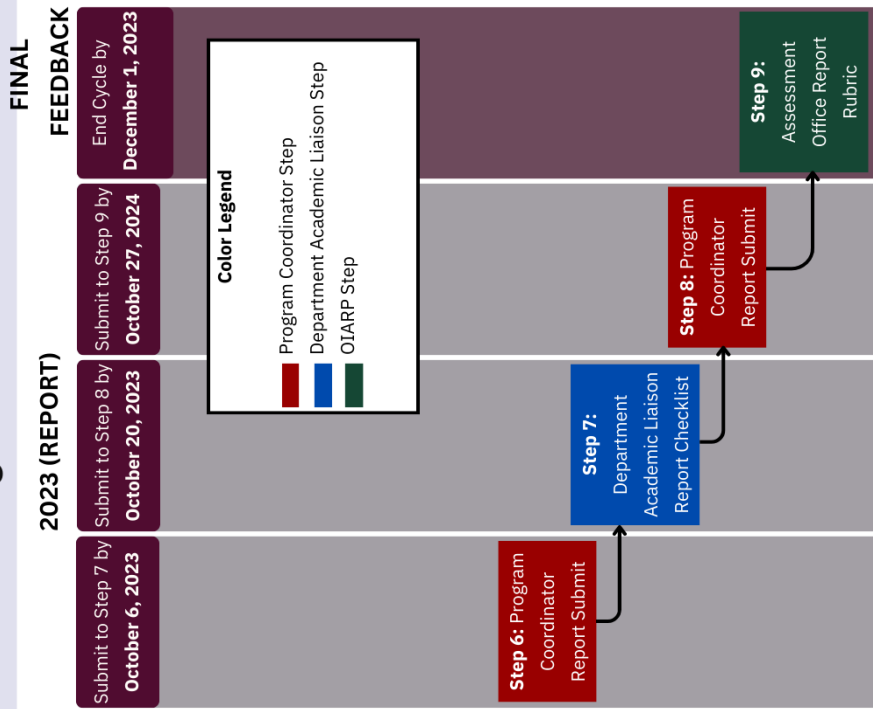 2023 (REPORT)
FINAL
FEEDBACK
Submit to Step 7 by
October 6, 2023
Submit to Step 8 by
October 20, 2023
Submit to Step 9 by
October 27, 2024
End Cycle by
December 1, 2023
Color Legend
Program Coordinator Step
Department Academic Liaison Step
OIARP Step
Step 6: Program
Coordinator
Report Submit
Step 7:
Department
Academic Liaison
Report Checklist
Step 8: Program
Coordinator
Report Submit
Step 9:
Assessment
Office Report
Rubric